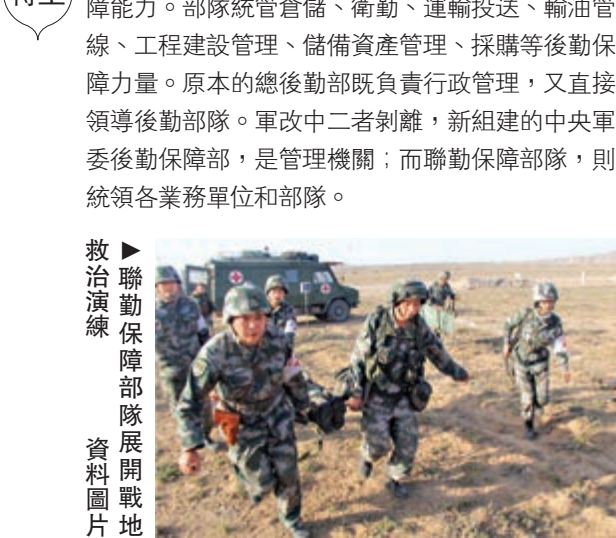 障能力。部隊統管倉儲、衛勤、運輸投送、輸油管
線、工程建設管理、儲備資產管理、採購等後勤保
障力量。原本的總後勤部既負責行政管理，又直接
領導後勤部隊。軍改中二者剝離，新組建的中央軍
委後勤保障部，是管理機關；而聯勤保障部隊，則
統領各業務單位和部隊。
▶聯勤保障部隊展開戰地
救治演練　資料圖片